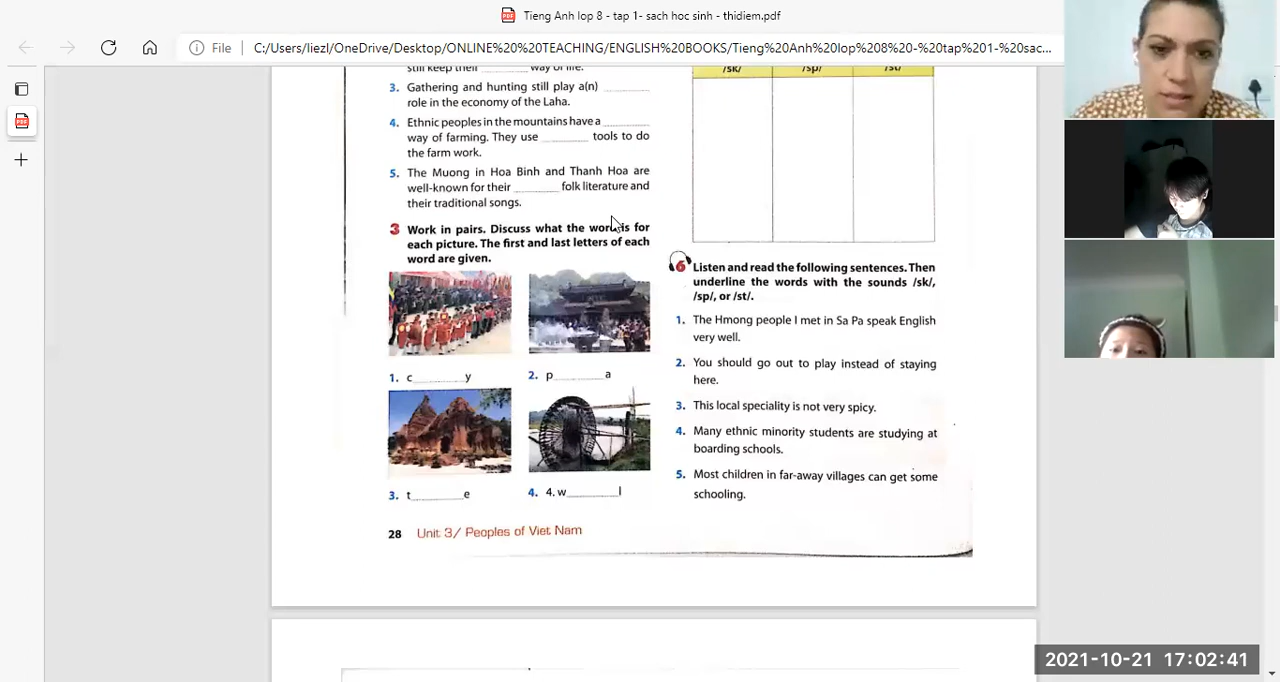 Tieng Anh lop 8 - tap 1- sach hoc sinh - thidiem.pdf
File
C:/Users/liezl/OneDrive/Desktop/ONLINE%20%20TEACHING/ENGLISH%20BOOKS/Tieng%20Anh%20lop%208%20-%20tap%201-%20sac...
still keep their ________ way of life.
3. Gathering and hunting still play a(n) ________
role in the economy of the Laha.
4. Ethnic peoples in the mountains have a ________
way of farming. They use ________ tools to do
the farm work.
5. The Muong in Hoa Binh and Thanh Hoa are
well-known for their ________ folk literature and
their traditional songs.
3 Work in pairs. Discuss what the word is for
each picture. The first and last letters of each
word are given.
1. c________y
2. p________a
3. t________e
4. 4. w________l
28 Unit 3/ Peoples of Viet Nam
/sk/ /sp/ /st/
6 Listen and read the following sentences. Then
underline the words with the sounds /sk/,
/sp/, or /st/.
1. The Hmong people I met in Sa Pa speak English
very well.
2. You should go out to play instead of staying
here.
3. This local speciality is not very spicy.
4. Many ethnic minority students are studying at
boarding schools.
5. Most children in far-away villages can get some
schooling.
2021-10-21 17:02:41